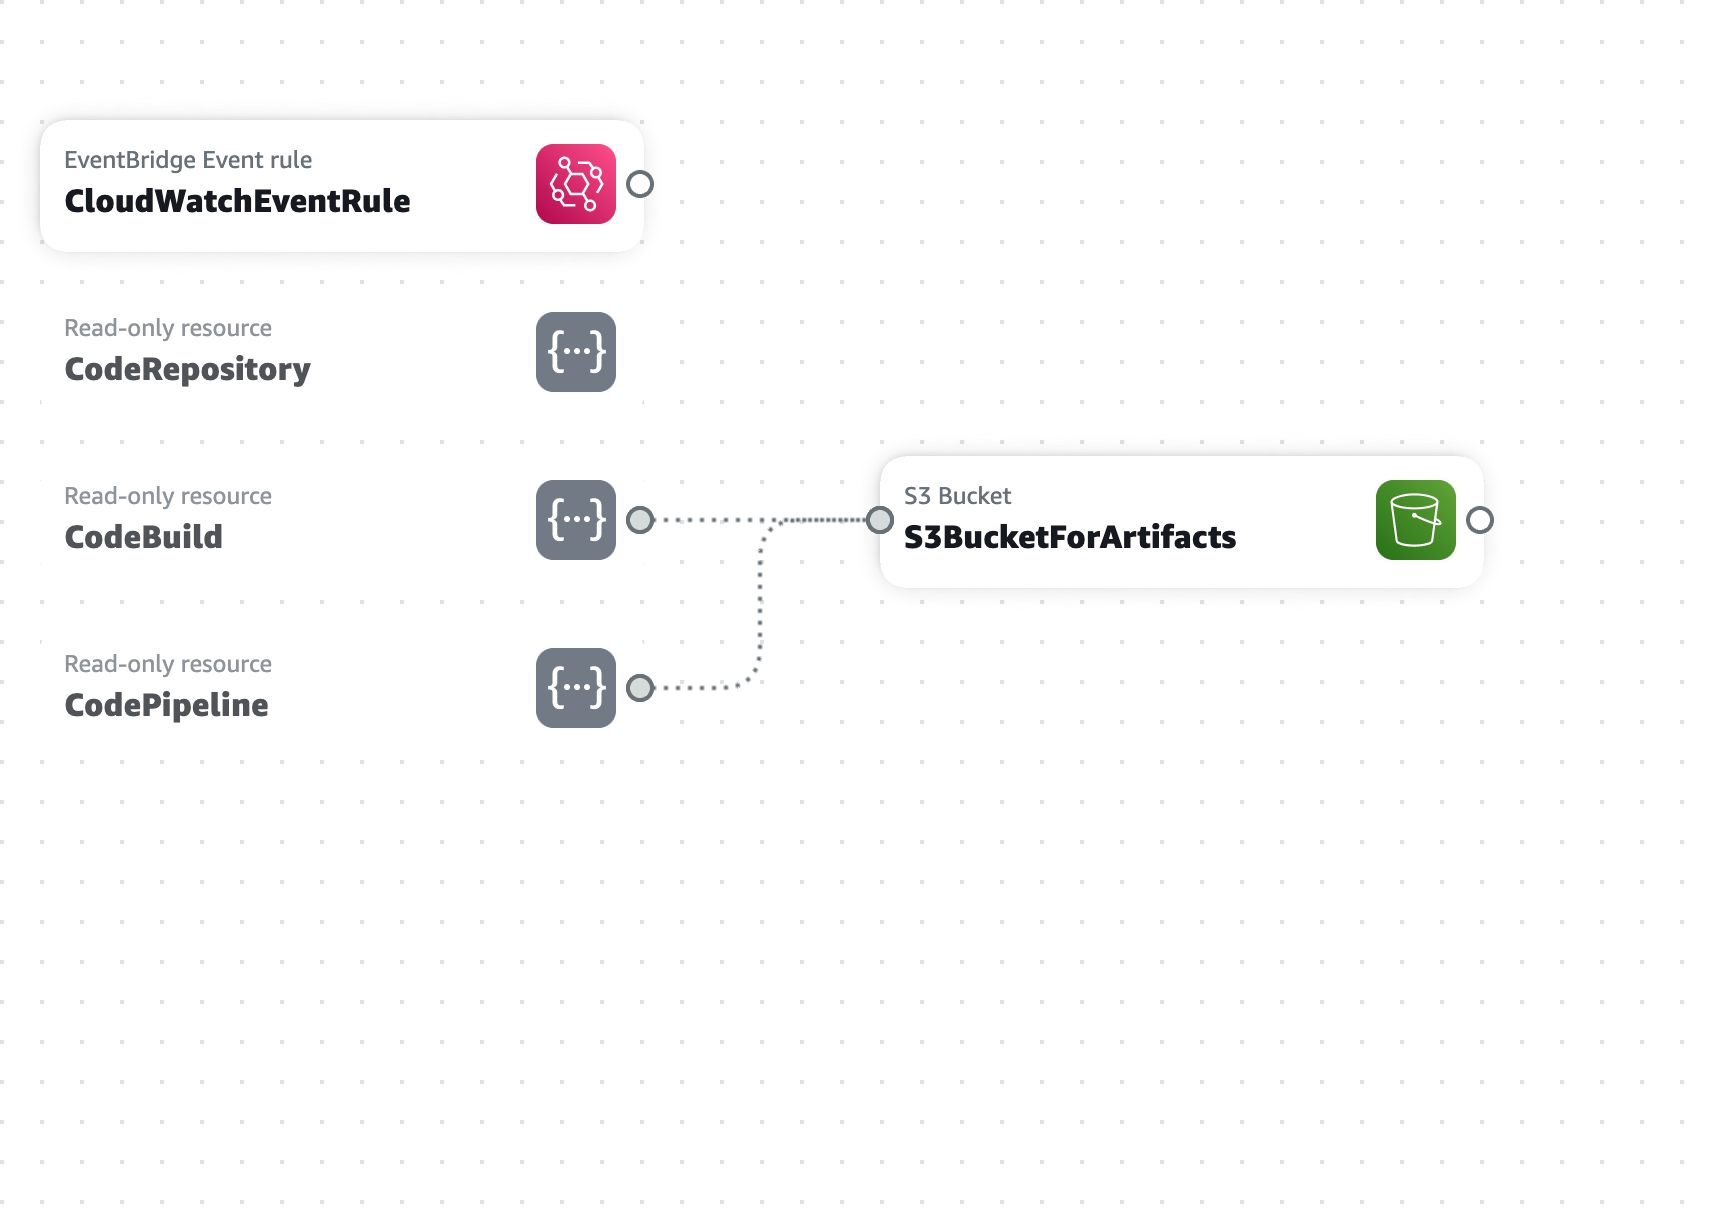 EventBridge Event rule
CloudWatchEventRule
Read-only resource
CodeRepository
Read-only resource
CodeBuild
S3 Bucket
S3BucketForArtifacts
Read-only resource
CodePipeline